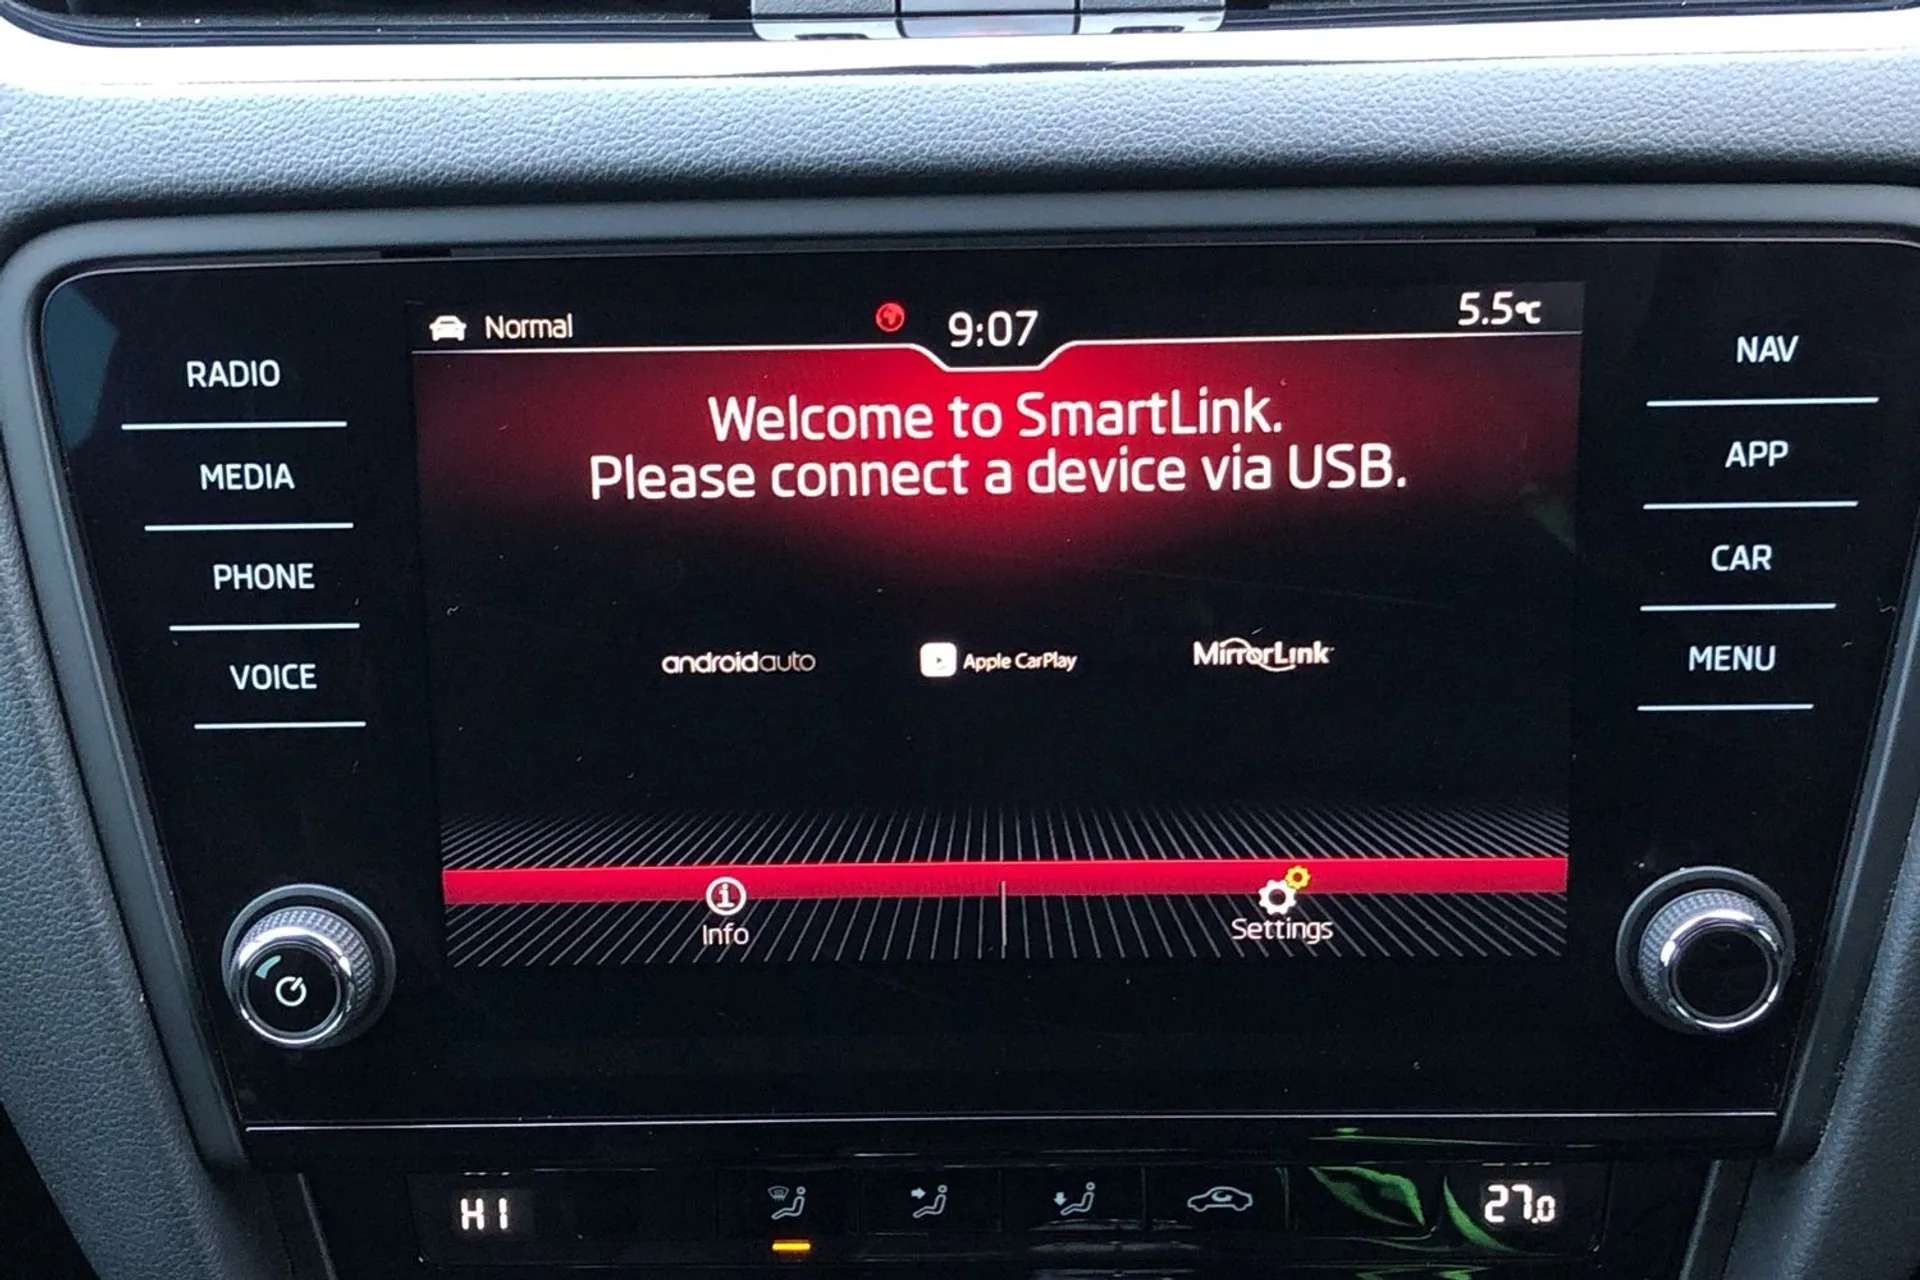 Normal
9:07
5.5°C
RADIO
MEDIA
PHONE
VOICE
Welcome to SmartLink.
Please connect a device via USB.
androidauto
Apple CarPlay
MirrorLink
Info
Settings
NAV
APP
CAR
MENU
HI
27.0